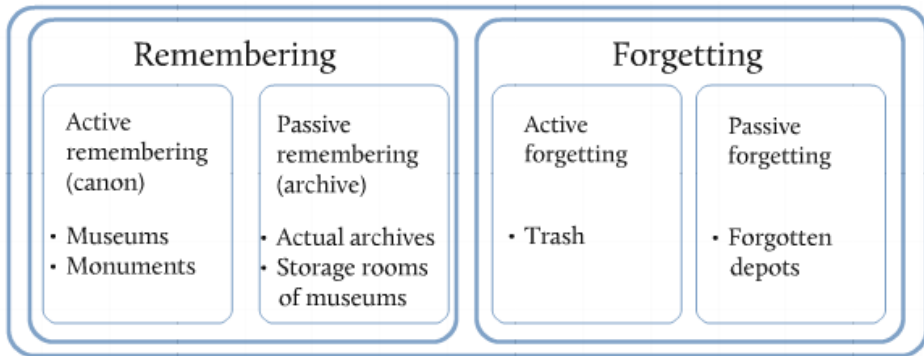 Remembering
Active
remembering
(canon)
• Museums
• Monuments
Passive
remembering
(archive)
• Actual archives
• Storage rooms
of museums
Forgetting
Active
forgetting
• Trash
Passive
forgetting
• Forgotten
depots